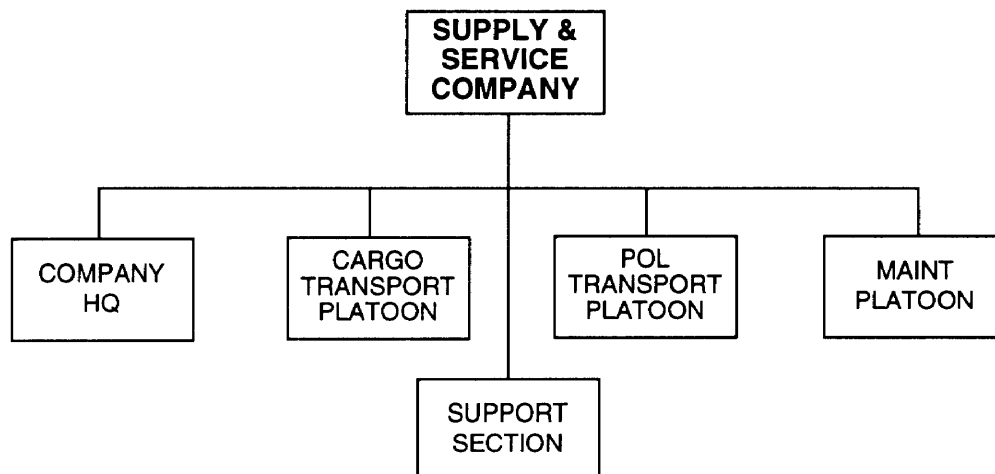 SUPPLY &
SERVICE
COMPANY
COMPANY
HQ
CARGO
TRANSPORT
PLATOON
POL
TRANSPORT
PLATOON
MAINT
PLATOON
SUPPORT
SECTION